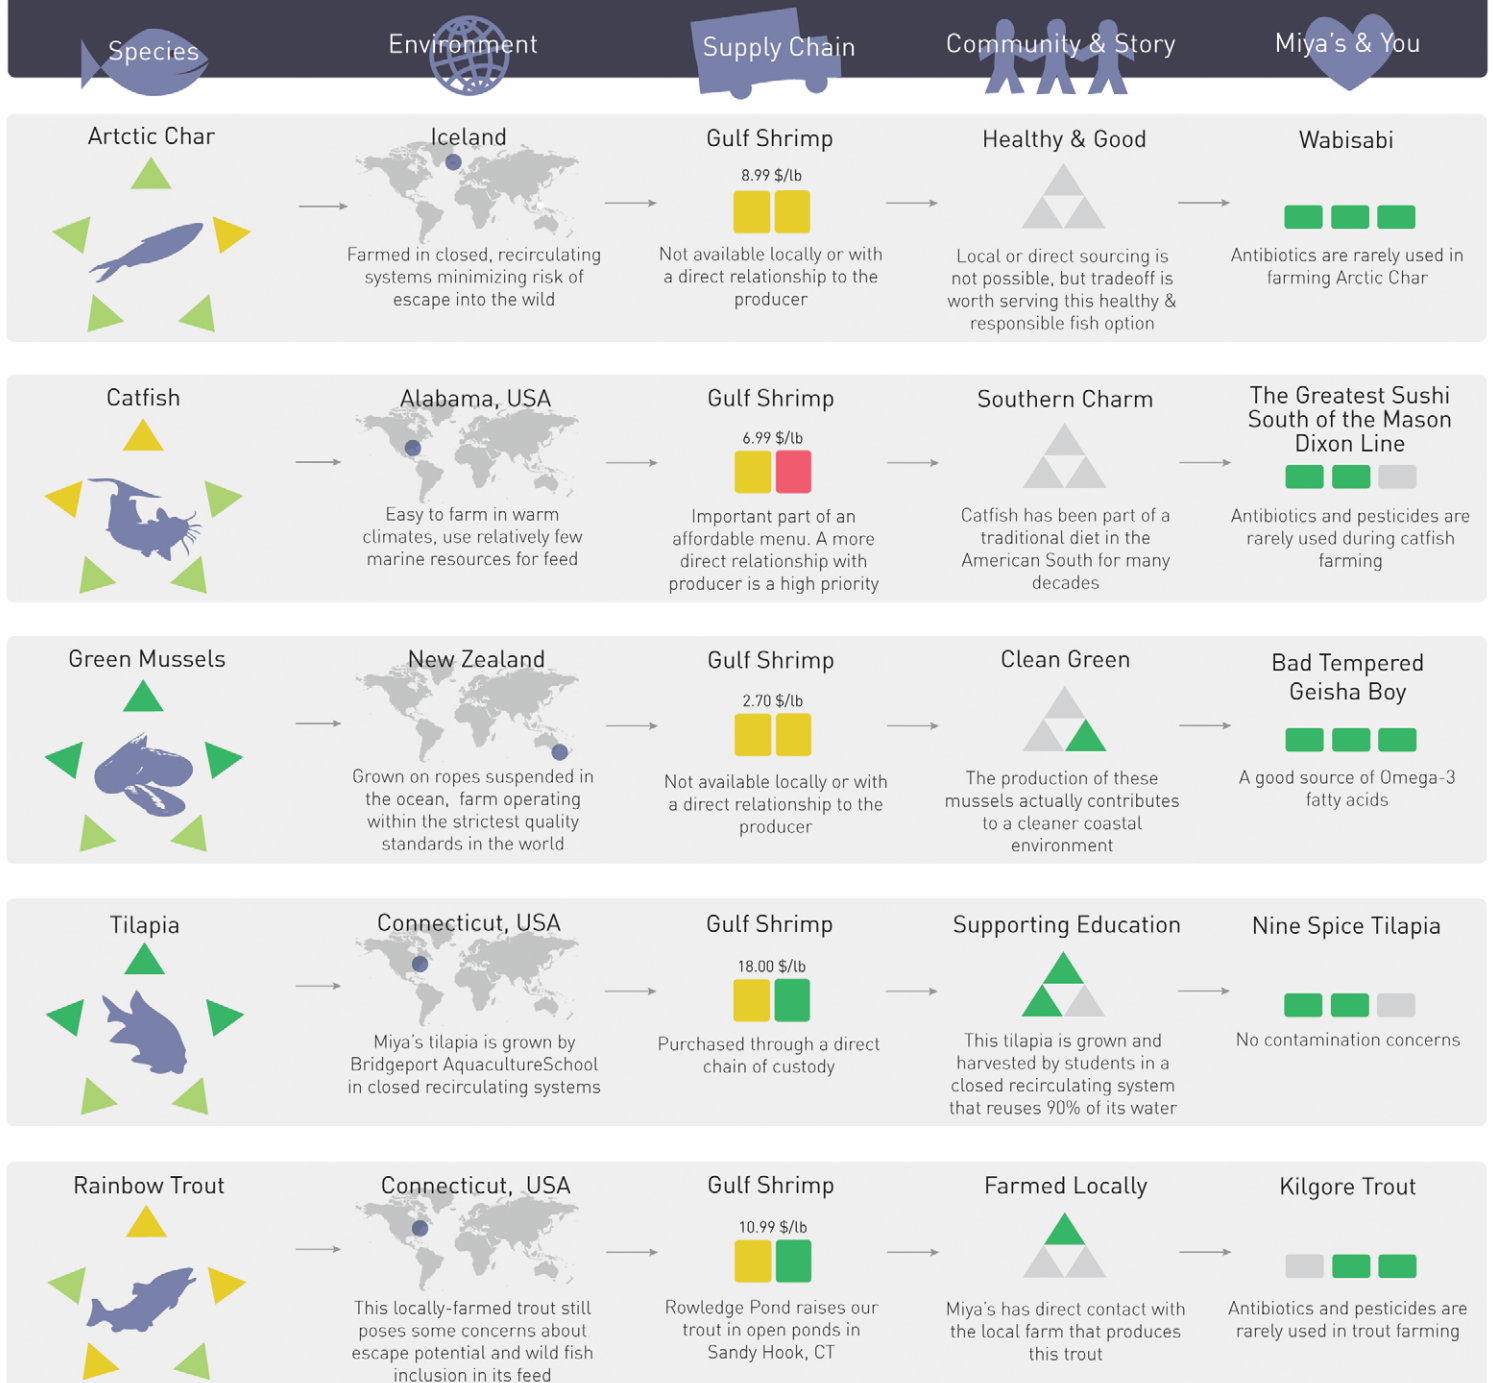 Species
Environment
Supply Chain
Community & Story
Miya's & You
Artctic Char
Iceland
Farmed in closed, recirculating
systems minimizing risk of
escape into the wild
Gulf Shrimp
8.99 $/lb
Not available locally or with
a direct relationship to the
producer
Healthy & Good
Local or direct sourcing is
not possible, but tradeoff is
worth serving this healthy &
responsible fish option
Wabisabi
Antibiotics are rarely used in
farming Arctic Char
Catfish
Alabama, USA
Easy to farm in warm
climates, use relatively few
marine resources for feed
Gulf Shrimp
6.99 $/lb
Important part of an
affordable menu. A more
direct relationship with
producer is a high priority
Southern Charm
Catfish has been part of a
traditional diet in the
American South for many
decades
The Greatest Sushi
South of the Mason
Dixon Line
Antibiotics and pesticides are
rarely used during catfish
farming
Green Mussels
New Zealand
Grown on ropes suspended in
the ocean, farm operating
within the strictest quality
standards in the world
Gulf Shrimp
2.70 $/lb
Not available locally or with
a direct relationship to the
producer
Clean Green
The production of these
mussels actually contributes
to a cleaner coastal
environment
Bad Tempered
Geisha Boy
A good source of Omega-3
fatty acids
Tilapia
Connecticut, USA
Miya's tilapia is grown by
Bridgeport AquacultureSchool
in closed recirculating systems
Gulf Shrimp
18.00 $/lb
Purchased through a direct
chain of custody
Supporting Education
This tilapia is grown and
harvested by students in a
closed recirculating system
that reuses 90% of its water
Nine Spice Tilapia
No contamination concerns
Rainbow Trout
Connecticut, USA
This locally-farmed trout still
poses some concerns about
escape potential and wild fish
inclusion in its feed
Gulf Shrimp
10.99 $/lb
Rowledge Pond raises our
trout in open ponds in
Sandy Hook, CT
Farmed Locally
Miya's has direct contact with
the local farm that produces
this trout
Kilgore Trout
Antibiotics and pesticides are
rarely used in trout farming